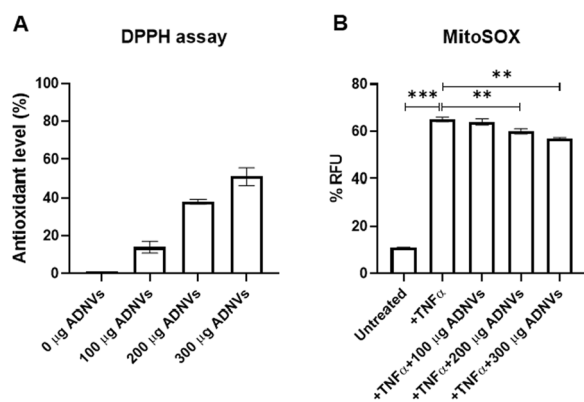 A
DPPH assay
Antioxidant level (%)
100
80
60
40
20
0
0 µg ADNVs
100 µg ADNVs
200 µg ADNVs
300 µg ADNVs
B
MitoSOX
% RFU
80
60
40
20
0
***
**
**
Untreated
+TNFα
+TNFα+100 µg ADNVs
+TNFα+200 µg ADNVs
+TNFα+300 µg ADNVs